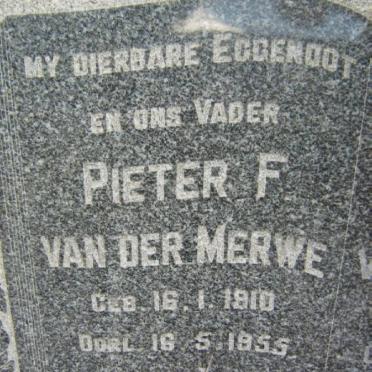 MY DIERBARE EGGENOOT
EN ONS VADER
PIETER F.
VAN DER MERWE
GEB. 16. 1. 1910
OORL. 16. 5. 1955.